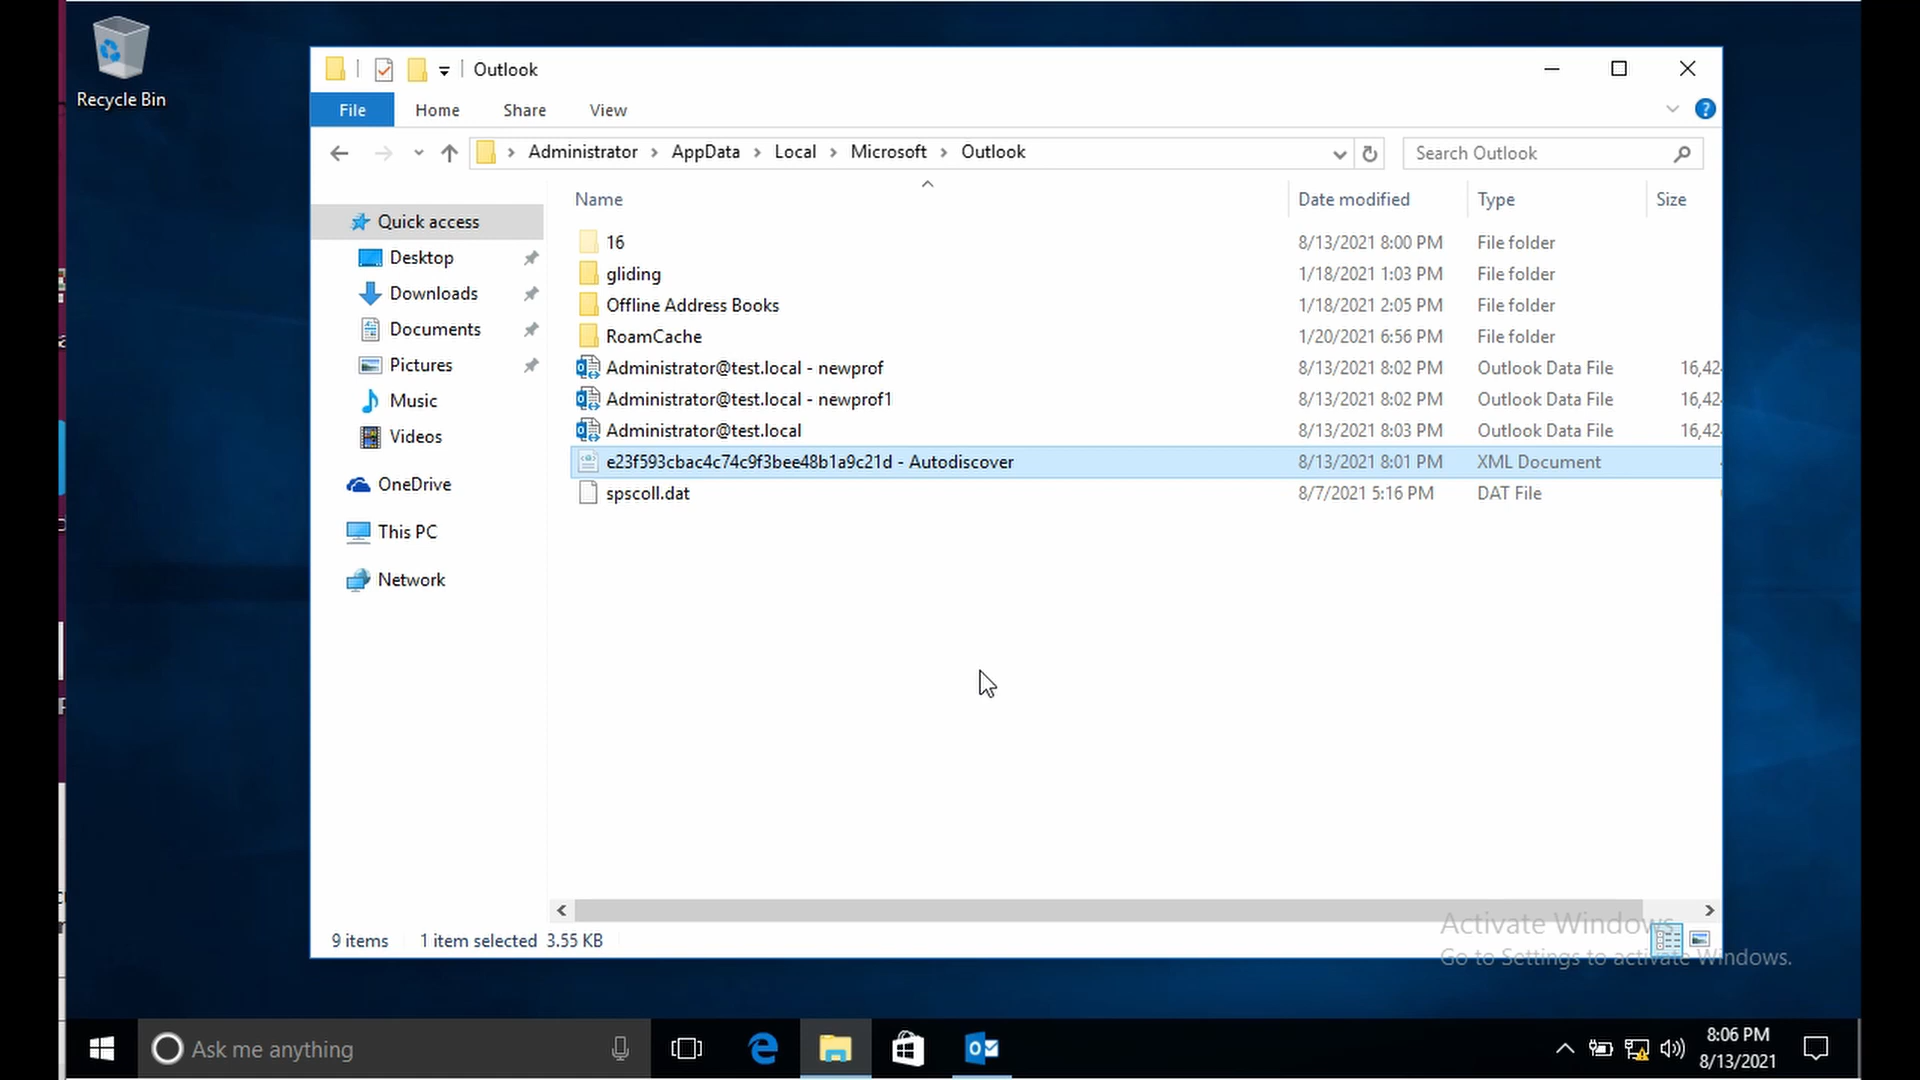 Recycle Bin
Outlook
File
Home
Share
View
Administrator
AppData
Local
Microsoft
Outlook
Search Outlook
Name
Date modified
Type
Size
Quick access
Desktop
Downloads
Documents
Pictures
Music
Videos
OneDrive
This PC
Network
16 8/13/2021 8:00 PM File folder
gliding 1/18/2021 1:03 PM File folder
Offline Address Books 1/18/2021 2:05 PM File folder
RoamCache 1/20/2021 6:56 PM File folder
Administrator@test.local - newprof 8/13/2021 8:02 PM Outlook Data File 16,42
Administrator@test.local - newprof1 8/13/2021 8:02 PM Outlook Data File 16,42
Administrator@test.local 8/13/2021 8:03 PM Outlook Data File 16,42
e23f593cbac4c74c9f3bee48b1a9c21d - Autodiscover 8/13/2021 8:01 PM XML Document
spscoll.dat 8/7/2021 5:16 PM DAT File
9 items 1 item selected 3.55 KB
Activate Windows
Go to Settings to activate Windows.
Ask me anything
8:06 PM
8/13/2021